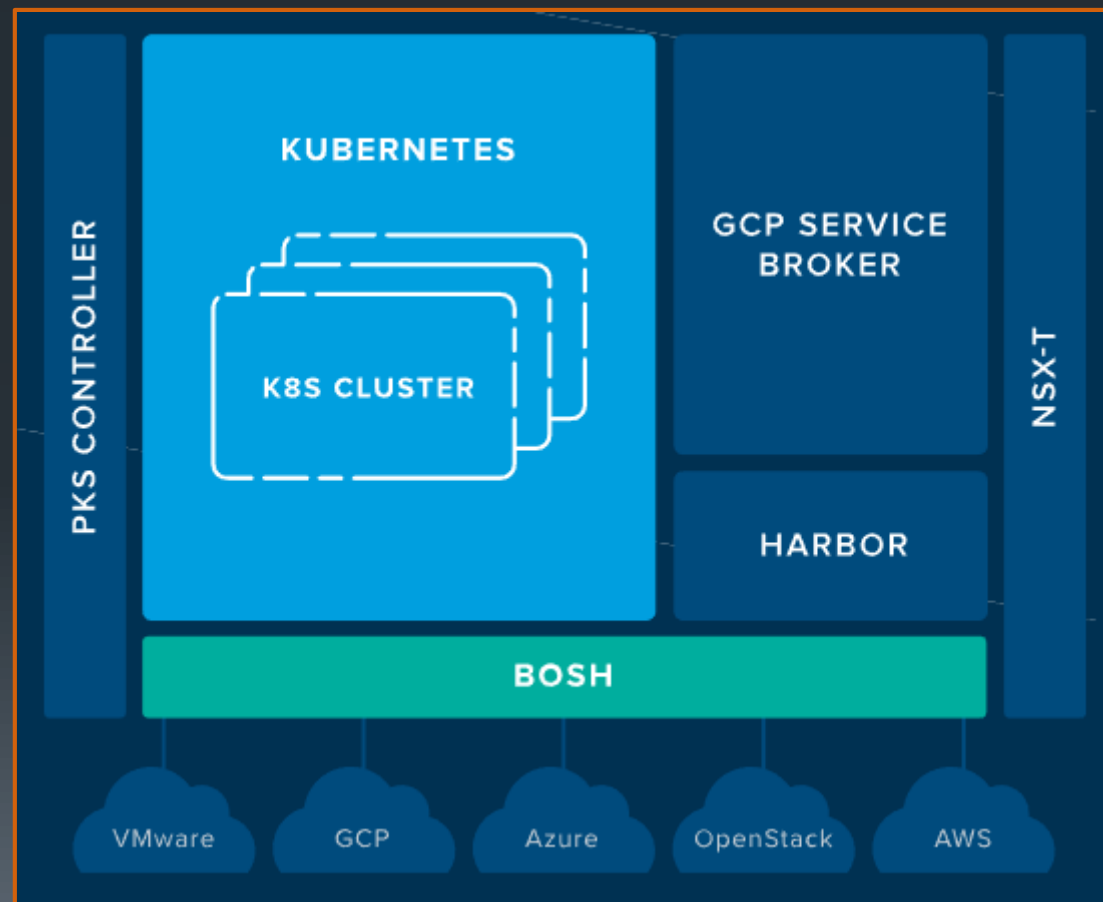 PKS CONTROLLER
KUBERNETES
K8S CLUSTER
GCP SERVICE
BROKER
HARBOR
NSX-T
BOSH
VMware
GCP
Azure
OpenStack
AWS